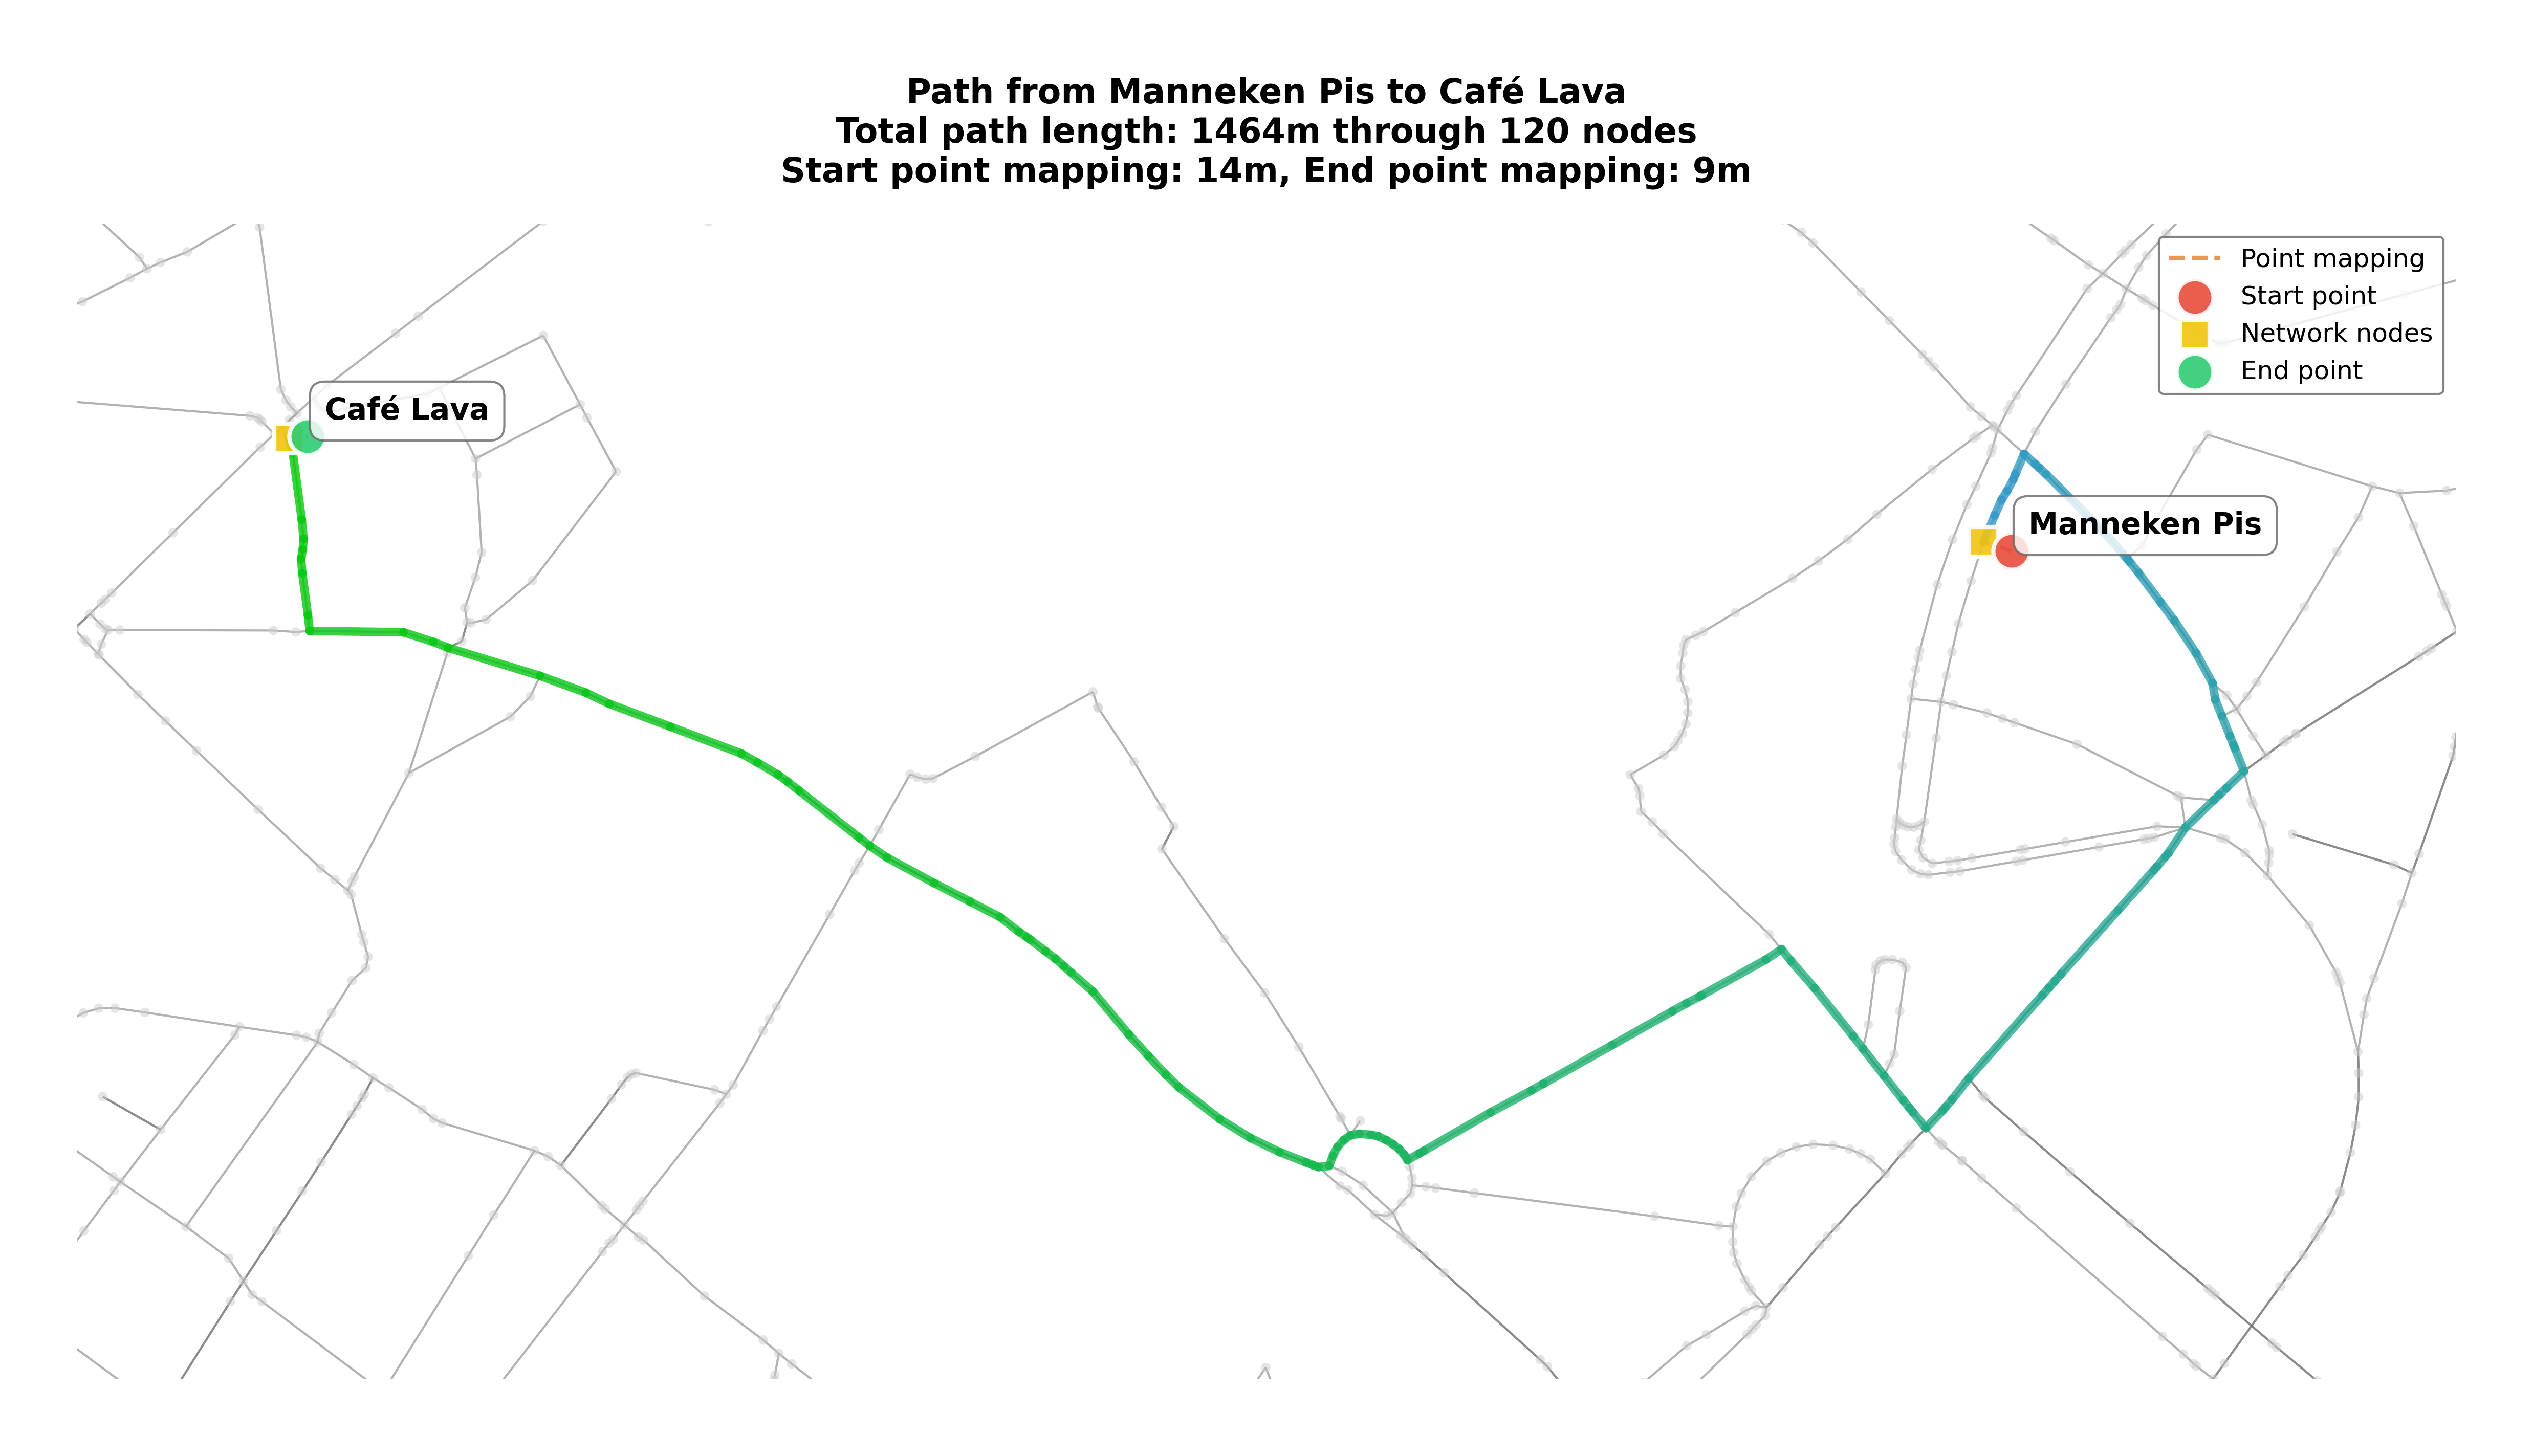 Path from Manneken Pis to Café Lava
Total path length: 1464m through 120 nodes
Start point mapping: 14m, End point mapping: 9m
Point mapping
Start point
Network nodes
End point
Café Lava
Manneken Pis